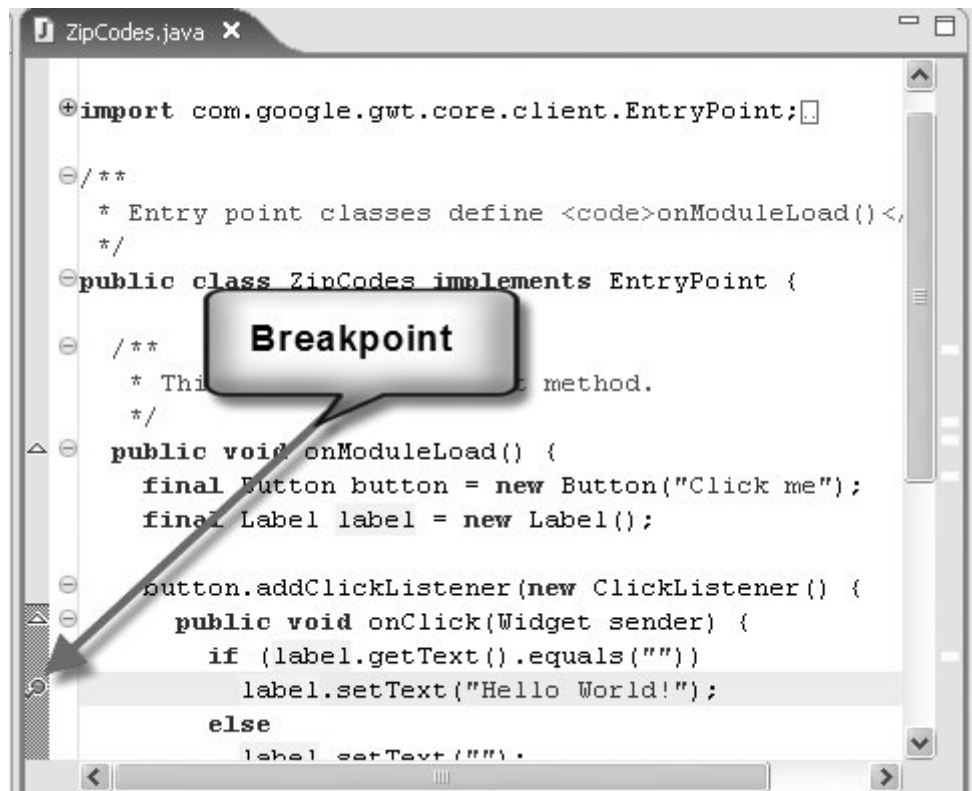 ZipCodes.java
import com.google.gwt.core.client.EntryPoint;
/**
* Entry point classes define <code>onModuleLoad()</
*/
public class ZipCodes implements EntryPoint {
Breakpoint
/**
* Thi method.
*/
public void onModuleLoad() {
final Button button = new Button("Click me");
final Label label = new Label();
button.addClickListener(new ClickListener() {
public void onClick(Widget sender) {
if (label.getText().equals(""))
label.setText("Hello World!");
else
label.setText("");